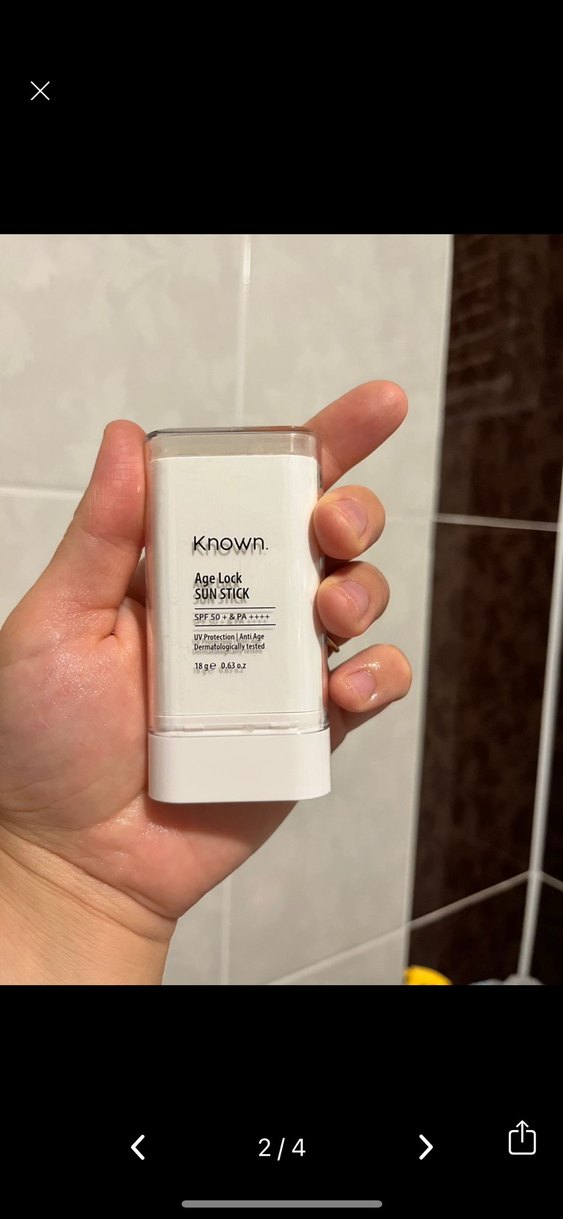 Known.
Age Lock
SUN STICK
SPF 50 + & PA ++++
UV Protection | Anti Age
Dermatologically tested
18 g ℮ 0,63 o.z
2 / 4